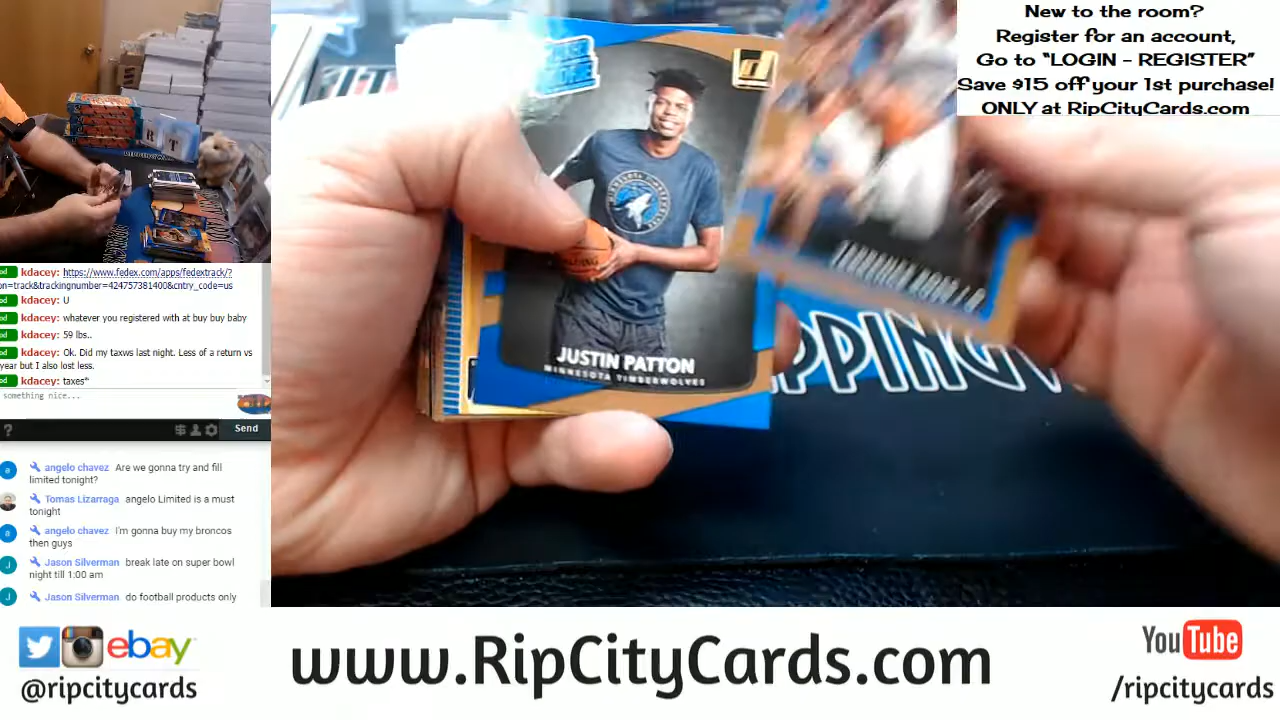 New to the room?
Register for an account,
Go to “LOGIN - REGISTER”
Save $15 off your 1st purchase!
ONLY at RipCityCards.com
JUSTIN PATTON
MINNESOTA TIMBERWOLVES
kdacey: https://www.fedex.com/apps/fedextrack/?
on=track&trackingnumber=424757381400&cntry_code=us
kdacey: U
kdacey: whatever you registered with at buy buy baby
kdacey: 59 lbs..
kdacey: Ok. Did my taxws last night. Less of a return vs
year but I also lost less.
kdacey: taxes*
something nice...
? Send
a angelo chavez Are we gonna try and fill
limited tonight?
Tomas Lizarraga angelo Limited is a must
tonight
a angelo chavez I'm gonna buy my broncos
then guys
J Jason Silverman break late on super bowl
night till 1:00 am
J Jason Silverman do football products only
ebay
@ripcitycards
www.RipCityCards.com
YouTube
/ripcitycards